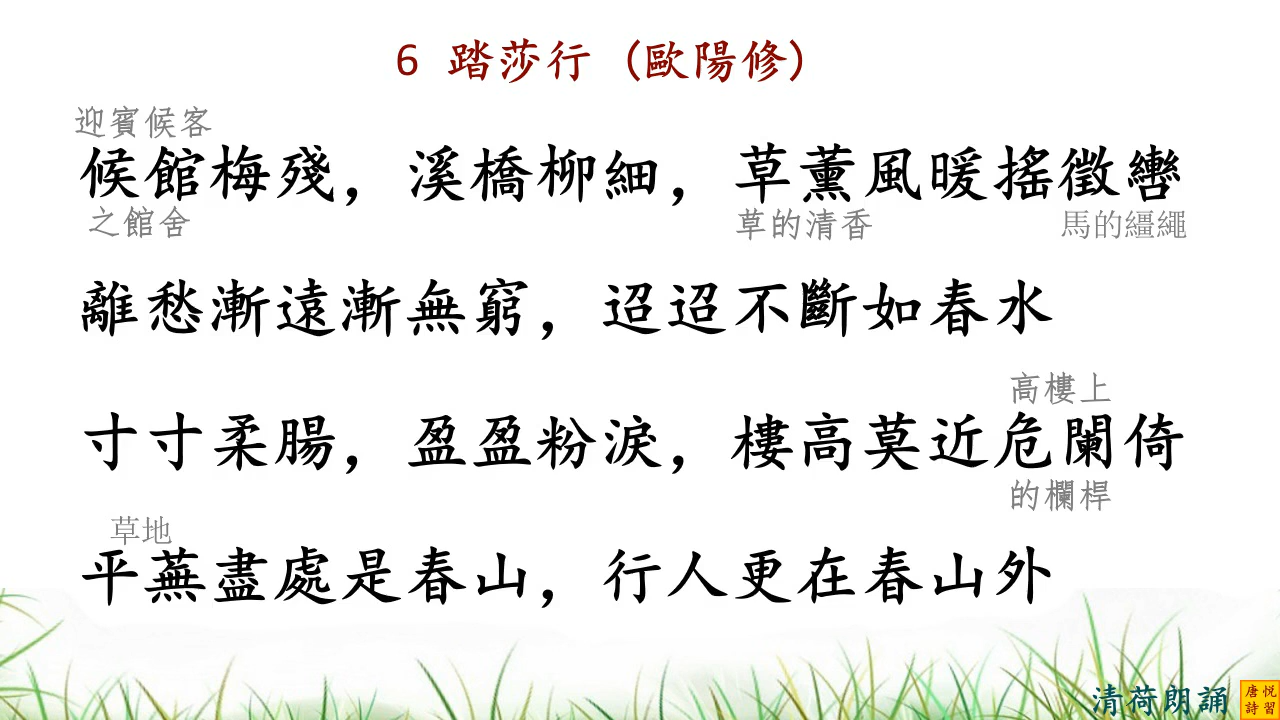 6 踏莎行 (歐陽修)
迎賓候客
候館梅殘，溪橋柳細，草薰風暖搖徵轡
之館舍 草的清香 馬的繮繩
離愁漸遠漸無窮，迢迢不斷如春水
高樓上
寸寸柔腸，盈盈粉淚，樓高莫近危闌倚
的欄桿
草地
平蕪盡處是春山，行人更在春山外
清荷朗誦
唐悅
詩習